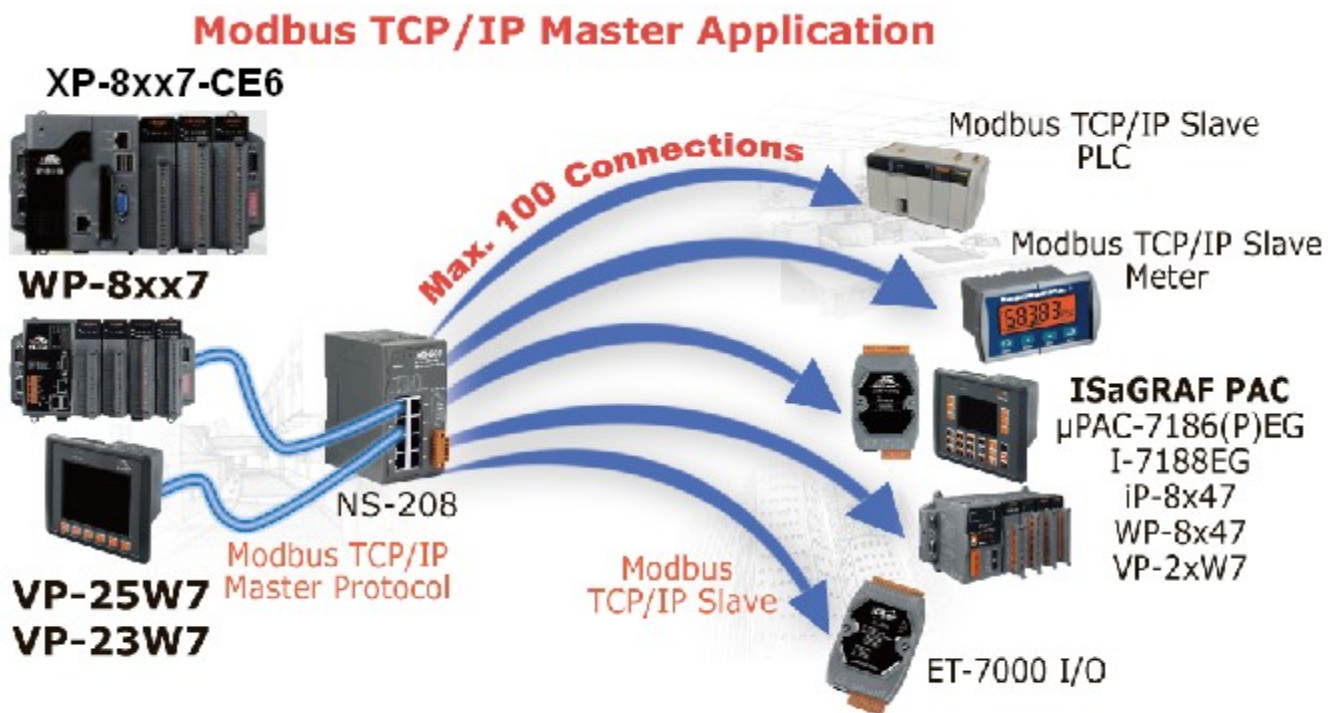 Modbus TCP/IP Master Application
XP-8xx7-CE6
WP-8xx7
VP-25W7
VP-23W7
Modbus TCP/IP
Master Protocol
NS-208
NS-208
Max. 100 Connections
Modbus
TCP/IP Slave
Modbus TCP/IP Slave
PLC
Modbus TCP/IP Slave
Meter
58383
ISaGRAF PAC
µPAC-7186(P)EG
I-7188EG
iP-8x47
WP-8x47
VP-2xW7
ET-7000 I/O